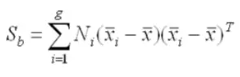 $S_b = \sum_{i=1}^{g} N_i(\bar{x}_i - \bar{x})(\bar{x}_i - \bar{x})^T$